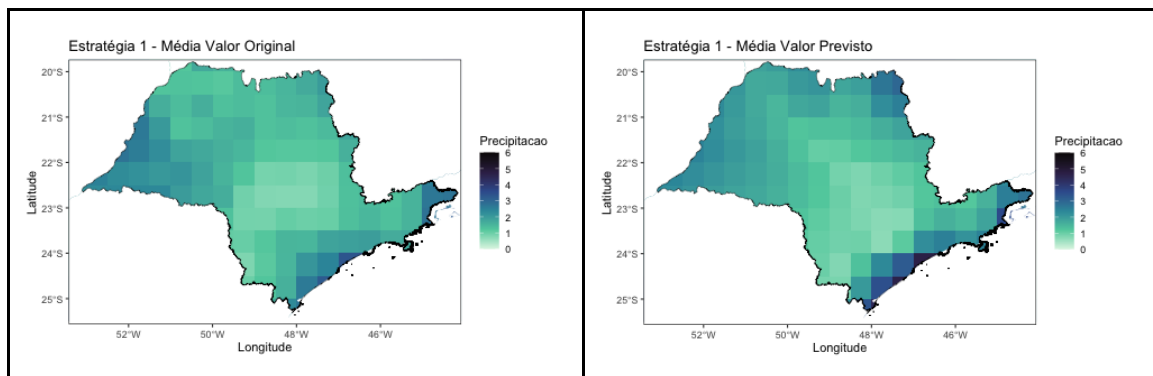 Estratégia 1 - Média Valor Original
20°S
21°S
22°S
23°S
24°S
25°S
Latitude
52°W
50°W
48°W
46°W
Longitude
Precipitacao
6
5
4
3
2
1
0
Estratégia 1 - Média Valor Previsto
20°S
21°S
22°S
23°S
24°S
25°S
Latitude
52°W
50°W
48°W
46°W
Longitude
Precipitacao
6
5
4
3
2
1
0